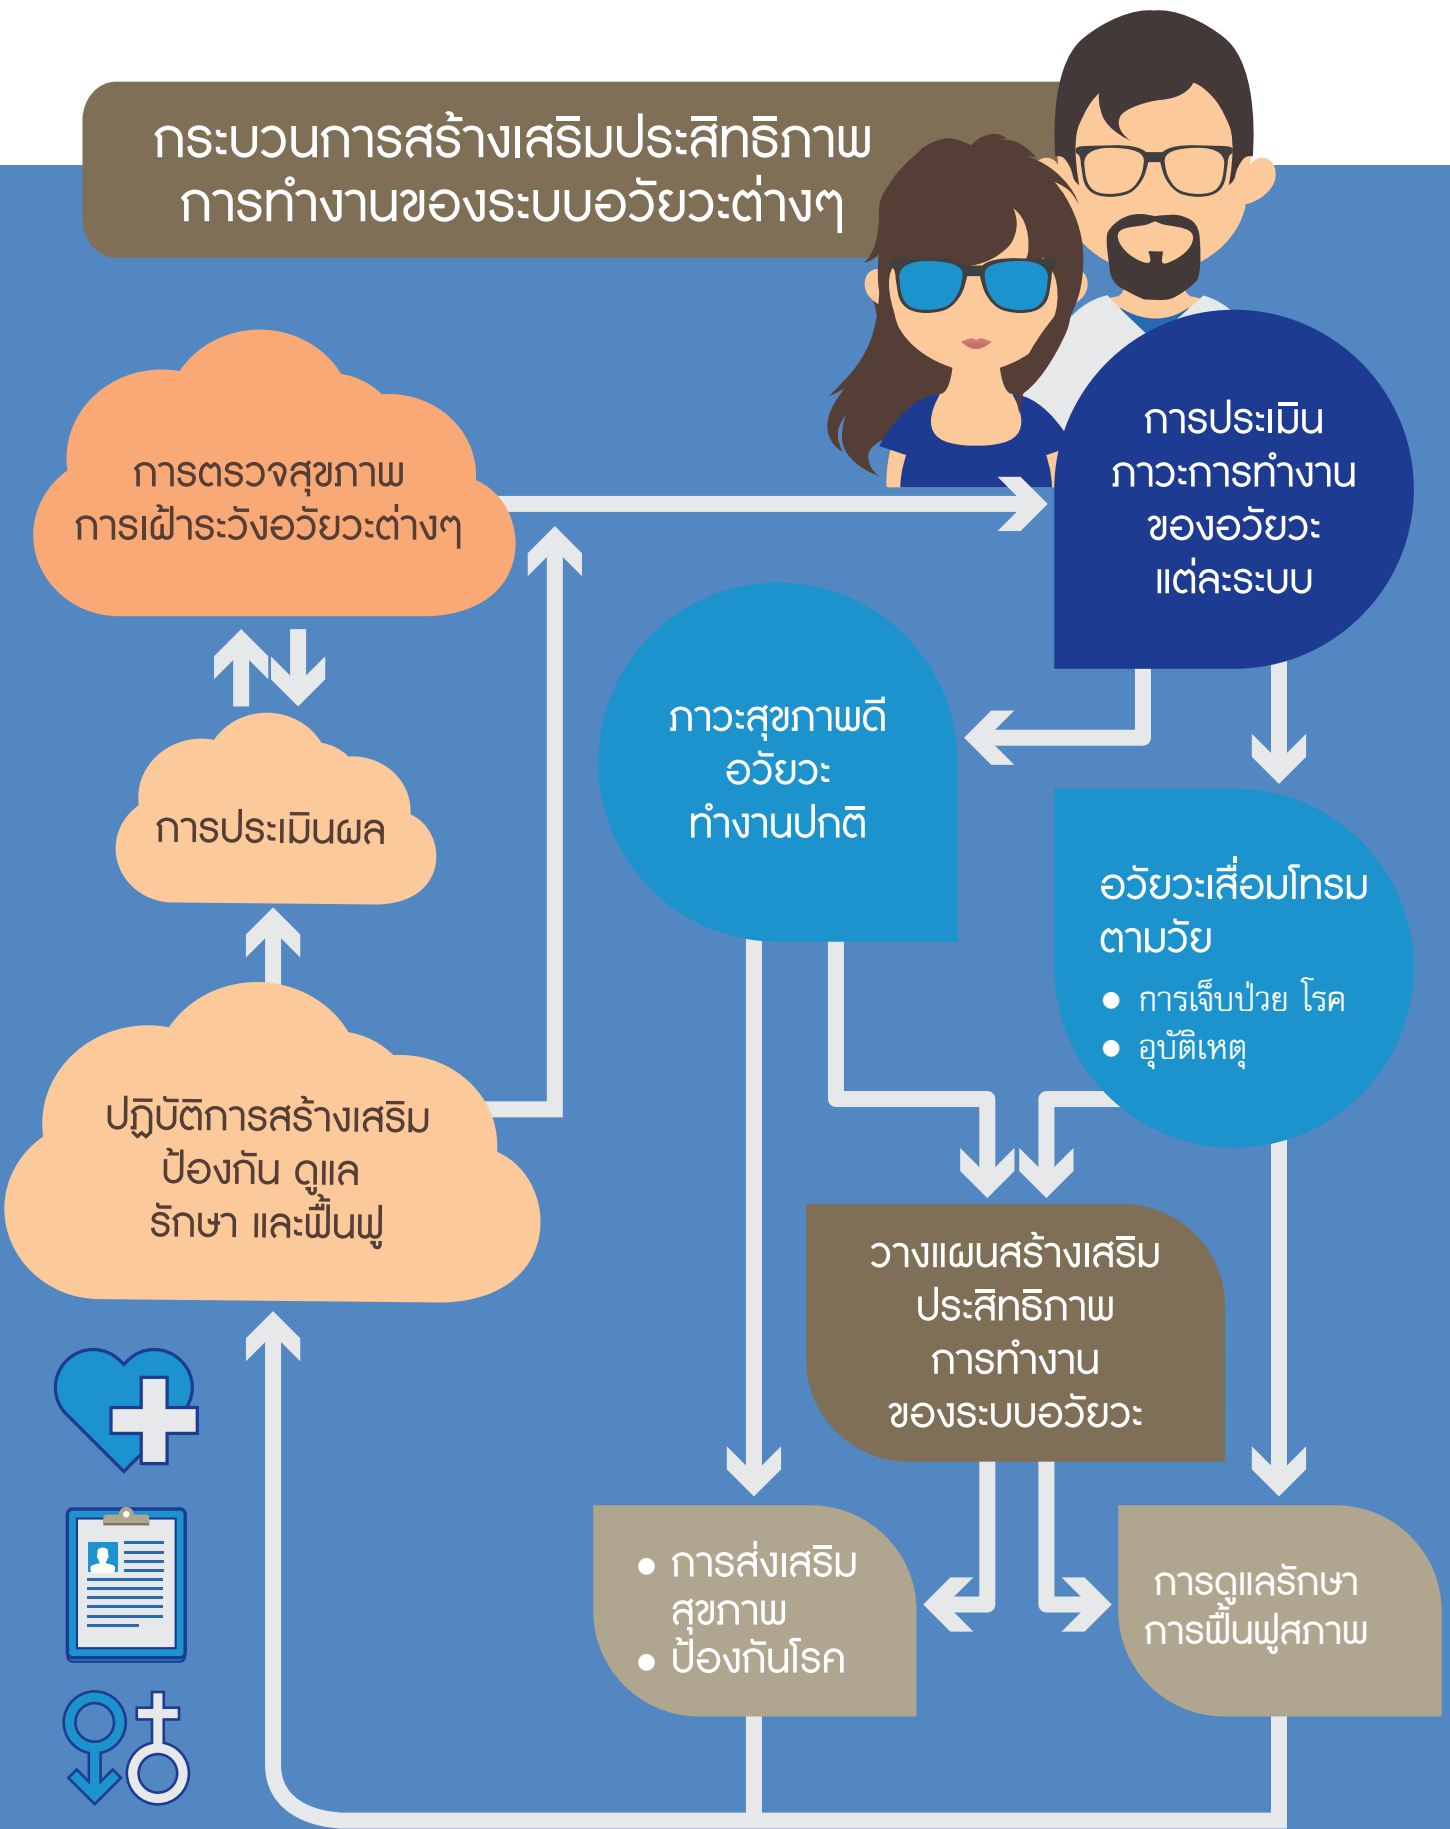 กระบวนการสร้างเสริมประสิทธิภาพ
การทำงานของระบบอวัยวะต่างๆ
การตรวจสุขภาพ
การเฝ้าระวังอวัยวะต่างๆ
การประเมิน
ภาวะการทำงาน
ของอวัยวะ
แต่ละระบบ
ภาวะสุขภาพดี
อวัยวะ
ทำงานปกติ
การประเมินผล
อวัยวะเสื่อมโทรม
ตามวัย
● การเจ็บป่วย โรค
● อุบัติเหตุ
ปฏิบัติการสร้างเสริม
ป้องกัน ดูแล
รักษา และฟื้นฟู
วางแผนสร้างเสริม
ประสิทธิภาพ
การทำงาน
ของระบบอวัยวะ
● การส่งเสริม
สุขภาพ
● ป้องกันโรค
การดูแลรักษา
การฟื้นฟูสภาพ